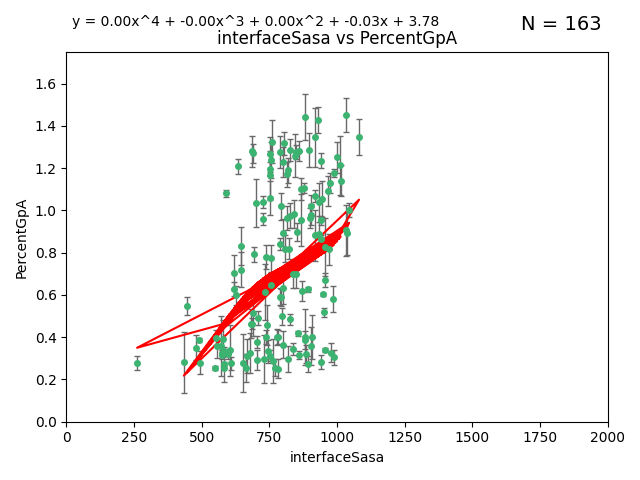 y = 0.00x^4 + -0.00x^3 + 0.00x^2 + -0.03x + 3.78
N = 163
interfaceSasa vs PercentGpA
1.6
1.4
1.2
1.0
0.8
0.6
0.4
0.2
0.0
PercentGpA
0 250 500 750 1000 1250 1500 1750 2000
interfaceSasa